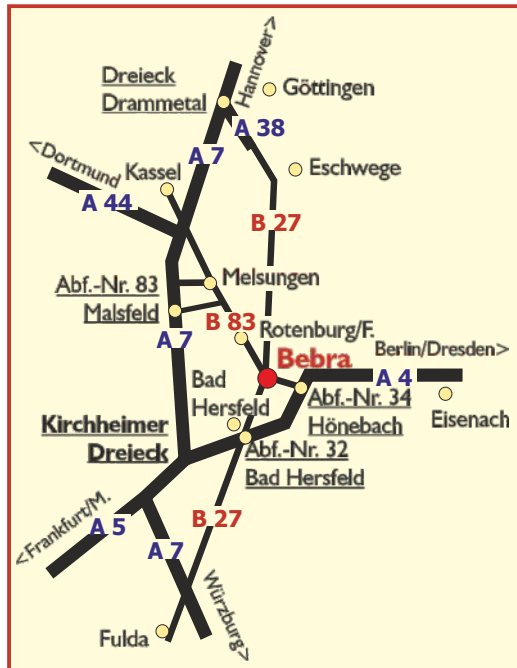 Hannover>
Dreieck
Drammetal
Göttingen
A 38
<Dortmund
Kassel
A 7
Eschwege
A 44
B 27
Abf.-Nr. 83
Malsfeld
Melsungen
B 83
Rotenburg/F.
A 7
Bebra
Berlin/Dresden>
A 4
Bad
Hersfeld
Abf.-Nr. 34
Hönebach
Eisenach
Kirchheimer
Dreieck
Abf.-Nr. 32
Bad Hersfeld
<Frankfurt/M.
A 5
B 27
A 7
Würzburg>
Fulda